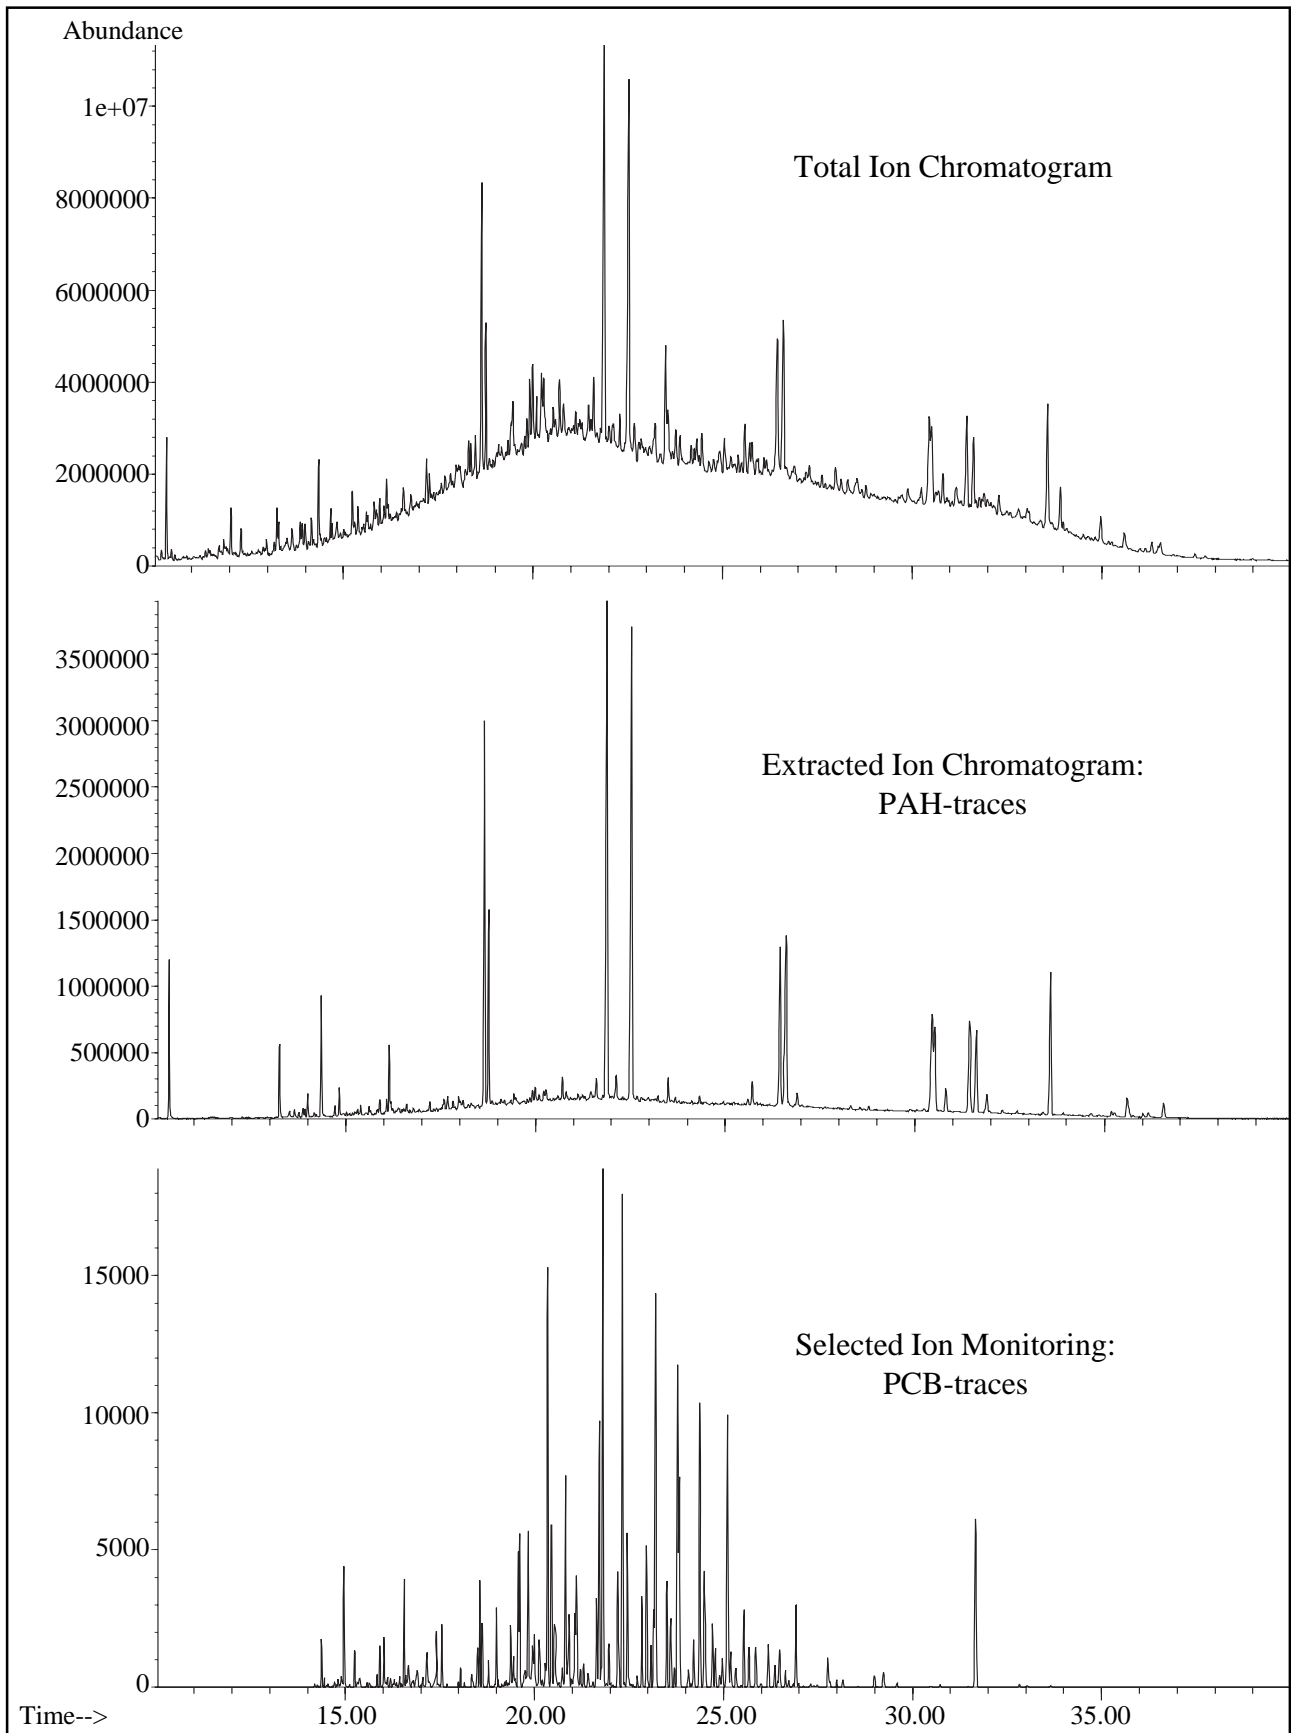 Abundance
1e+07
Total Ion Chromatogram
8000000
6000000
4000000
2000000
0
3500000
3000000
Extracted Ion Chromatogram:
PAH-traces
2500000
2000000
1500000
1000000
500000
0
15000
Selected Ion Monitoring:
PCB-traces
10000
5000
0
Time--> 15.00 20.00 25.00 30.00 35.00